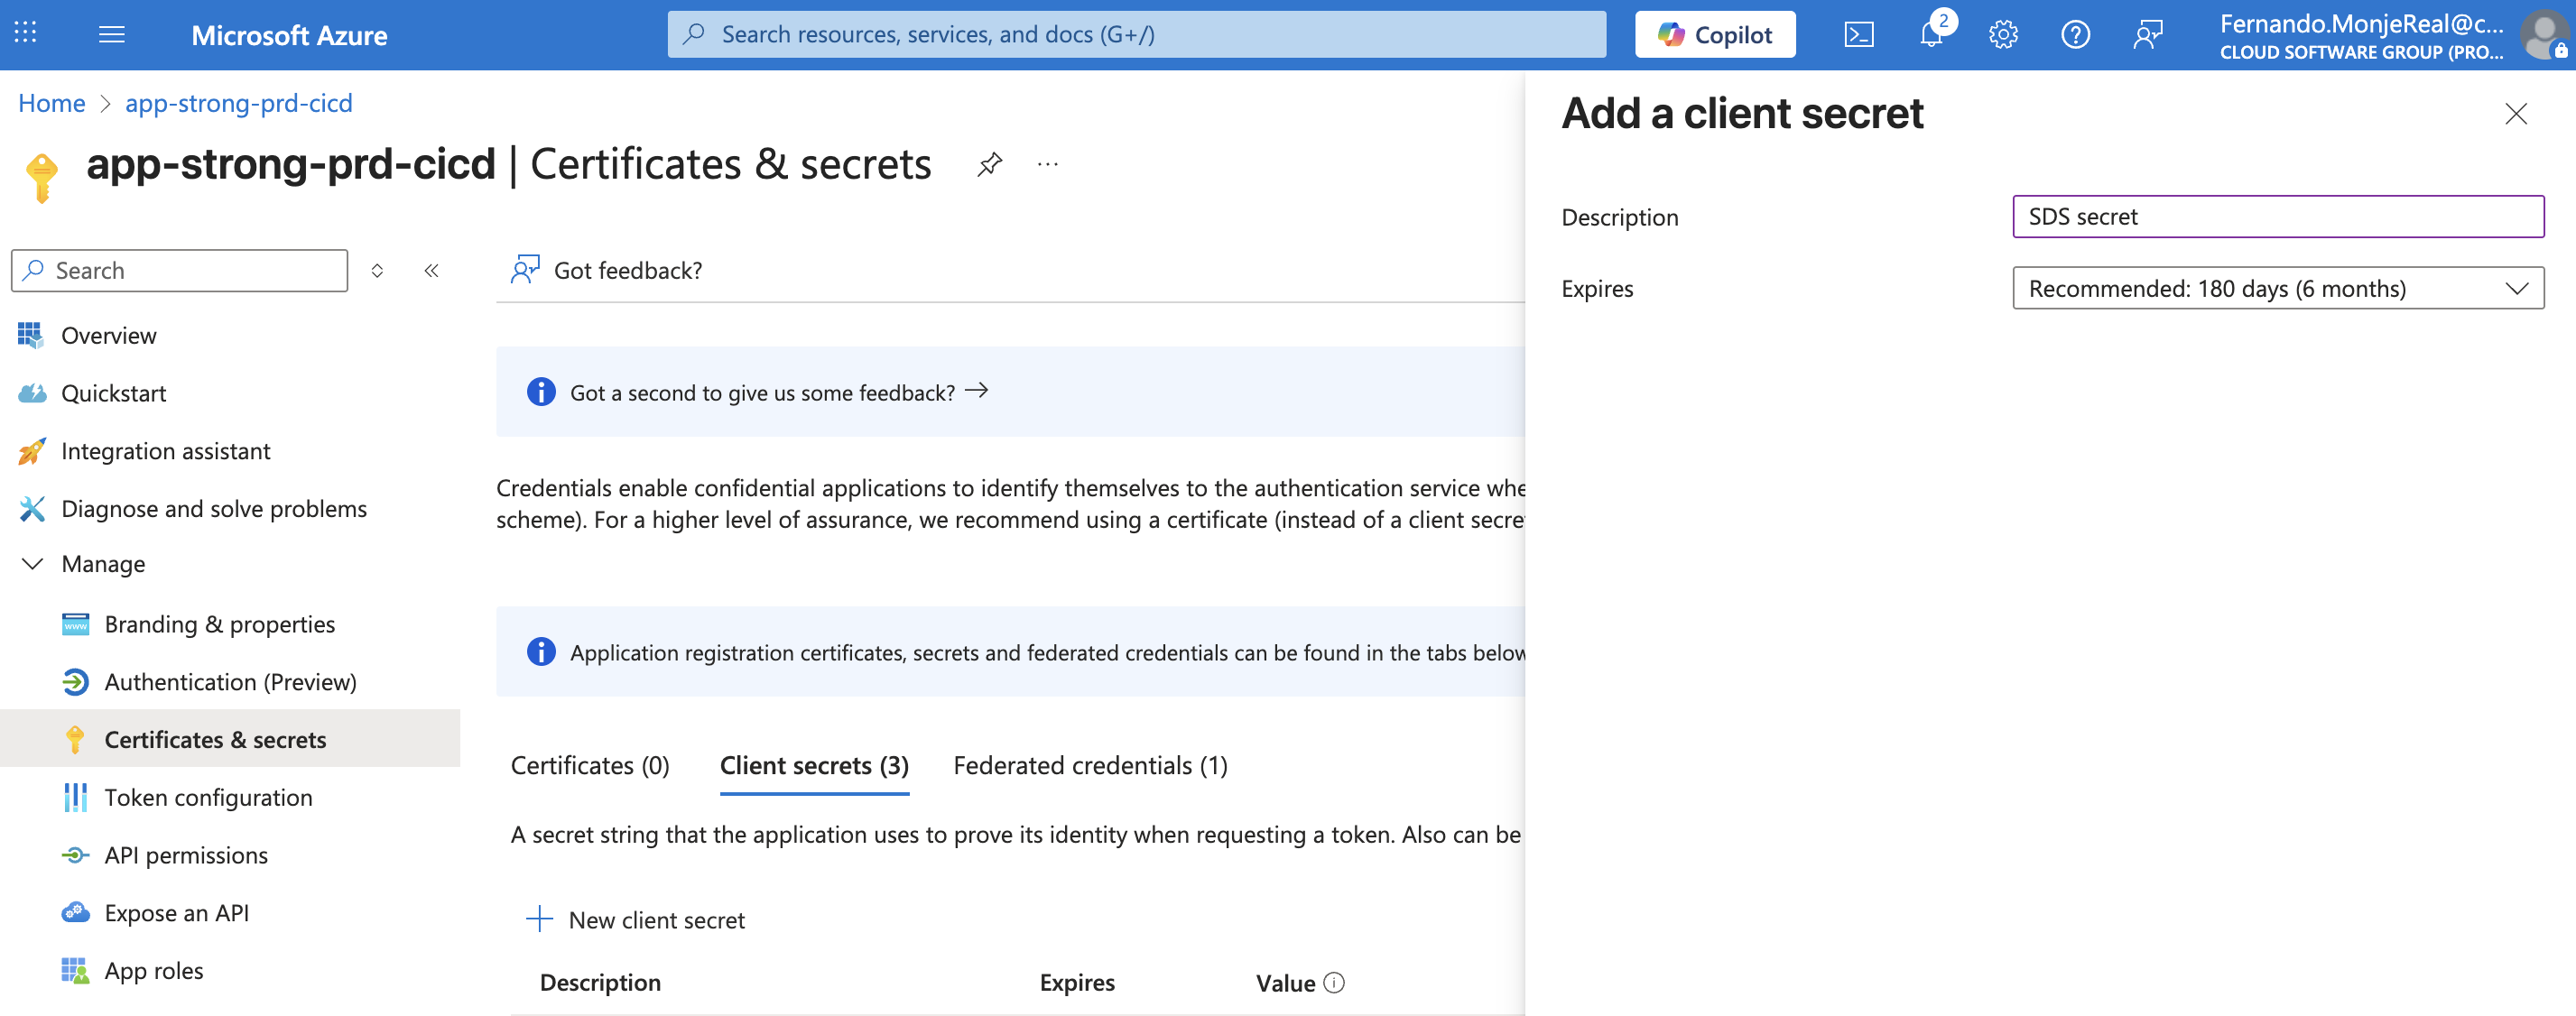 Microsoft Azure
Search resources, services, and docs (G+/)
Copilot
2
Fernando.MonjeReal@c...
CLOUD SOFTWARE GROUP (PRO...
Home > app-strong-prd-cicd
app-strong-prd-cicd | Certificates & secrets
Search
Overview
Quickstart
Integration assistant
Diagnose and solve problems
Manage
Branding & properties
www
Authentication (Preview)
Certificates & secrets
Token configuration
API permissions
Expose an API
App roles
Got feedback?
Got a second to give us some feedback?
Credentials enable confidential applications to identify themselves to the authentication service whe
scheme). For a higher level of assurance, we recommend using a certificate (instead of a client secre
Application registration certificates, secrets and federated credentials can be found in the tabs below
Certificates (0) Client secrets (3) Federated credentials (1)
A secret string that the application uses to prove its identity when requesting a token. Also can be
New client secret
Description Expires Value
Add a client secret
Description SDS secret
Expires Recommended: 180 days (6 months)